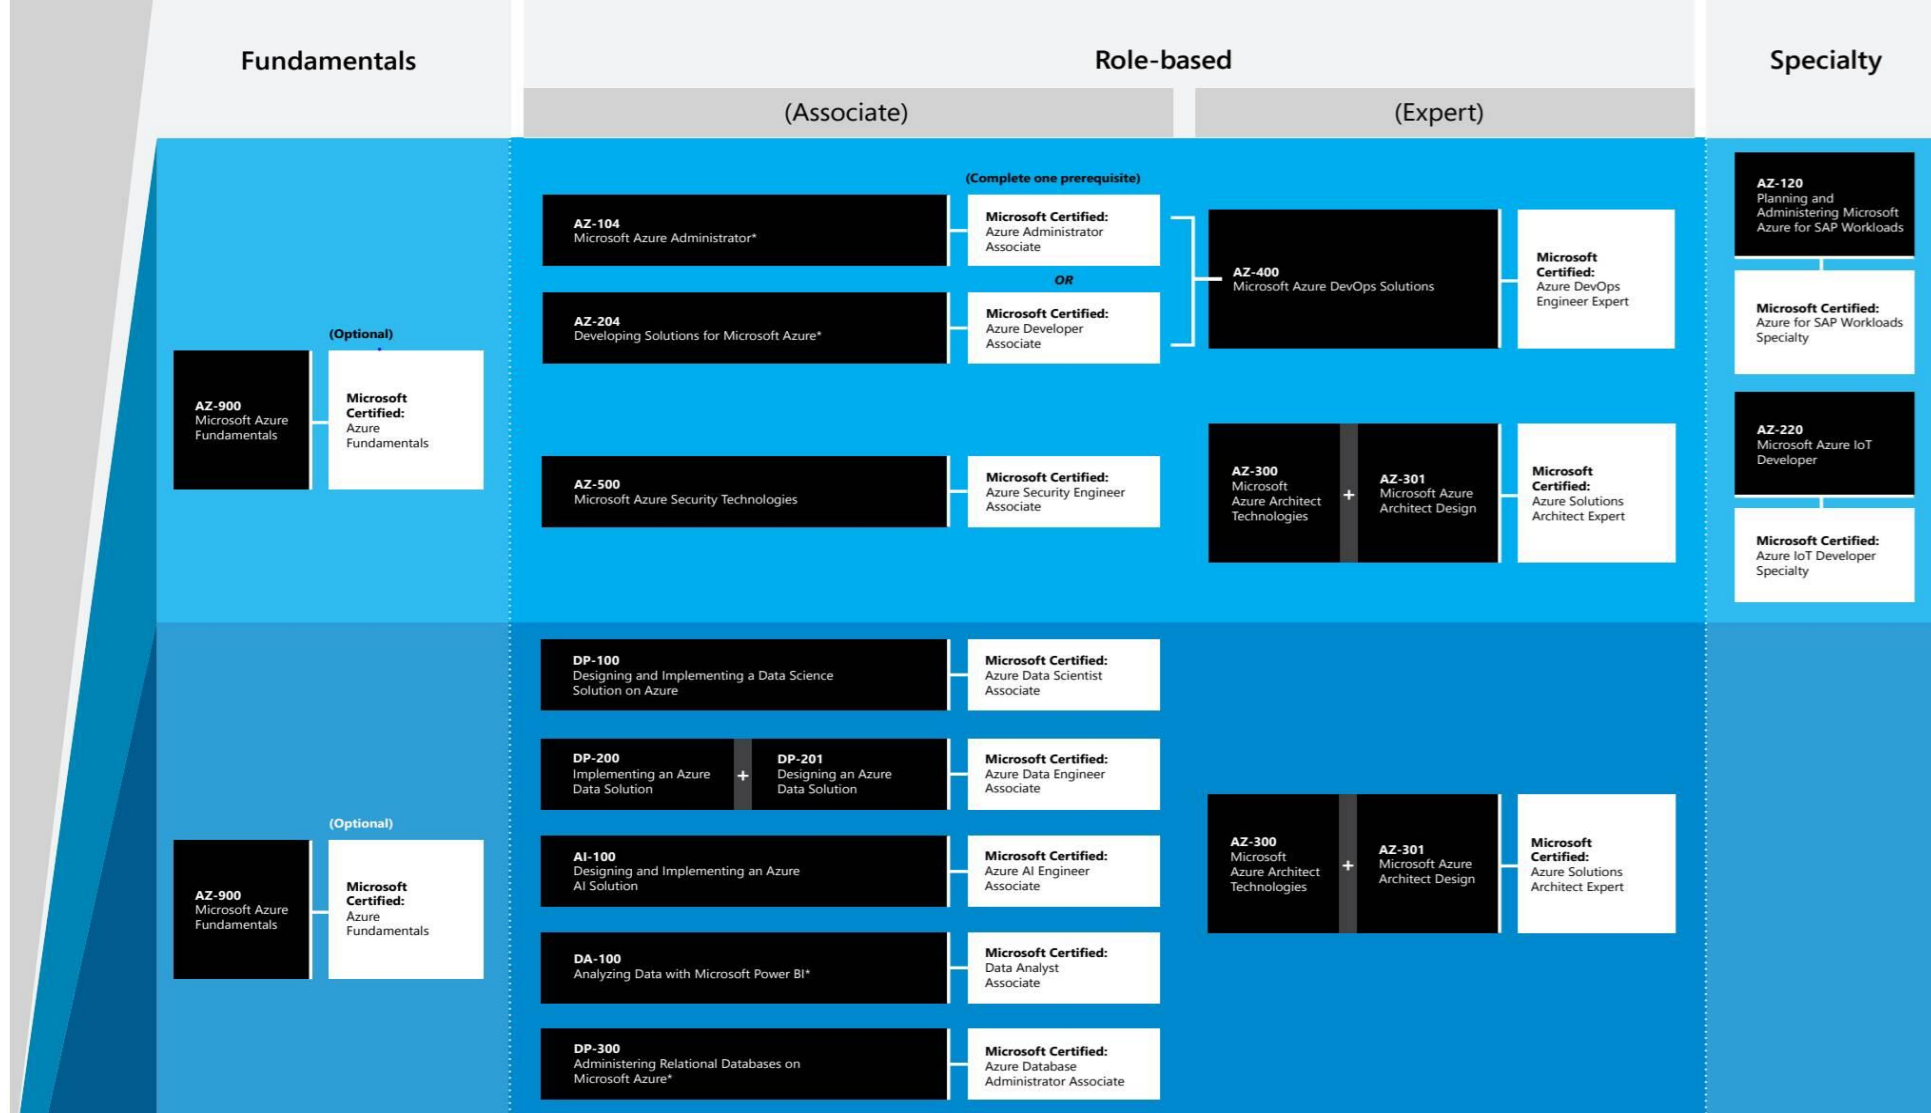 Fundamentals
Role-based
Specialty
(Associate)
(Expert)
(Optional)
AZ-900
Microsoft Azure
Fundamentals
Microsoft
Certified:
Azure
Fundamentals
(Complete one prerequisite)
AZ-104
Microsoft Azure Administrator*
Microsoft Certified:
Azure Administrator
Associate
OR
AZ-204
Developing Solutions for Microsoft Azure*
Microsoft Certified:
Azure Developer
Associate
AZ-400
Microsoft Azure DevOps Solutions
Microsoft
Certified:
Azure DevOps
Engineer Expert
AZ-500
Microsoft Azure Security Technologies
Microsoft Certified:
Azure Security Engineer
Associate
AZ-300
Microsoft
Azure Architect
Technologies
+
AZ-301
Microsoft Azure
Architect Design
Microsoft
Certified:
Azure Solutions
Architect Expert
AZ-120
Planning and
Administering Microsoft
Azure for SAP Workloads
Microsoft Certified:
Azure for SAP Workloads
Specialty
AZ-220
Microsoft Azure IoT
Developer
Microsoft Certified:
Azure IoT Developer
Specialty
(Optional)
AZ-900
Microsoft Azure
Fundamentals
Microsoft
Certified:
Azure
Fundamentals
DP-100
Designing and Implementing a Data Science
Solution on Azure
Microsoft Certified:
Azure Data Scientist
Associate
DP-200
Implementing an Azure
Data Solution
+
DP-201
Designing an Azure
Data Solution
Microsoft Certified:
Azure Data Engineer
Associate
AI-100
Designing and Implementing an Azure
AI Solution
Microsoft Certified:
Azure AI Engineer
Associate
DA-100
Analyzing Data with Microsoft Power BI*
Microsoft Certified:
Data Analyst
Associate
DP-300
Administering Relational Databases on
Microsoft Azure*
Microsoft Certified:
Azure Database
Administrator Associate
AZ-300
Microsoft
Azure Architect
Technologies
+
AZ-301
Microsoft Azure
Architect Design
Microsoft
Certified:
Azure Solutions
Architect Expert